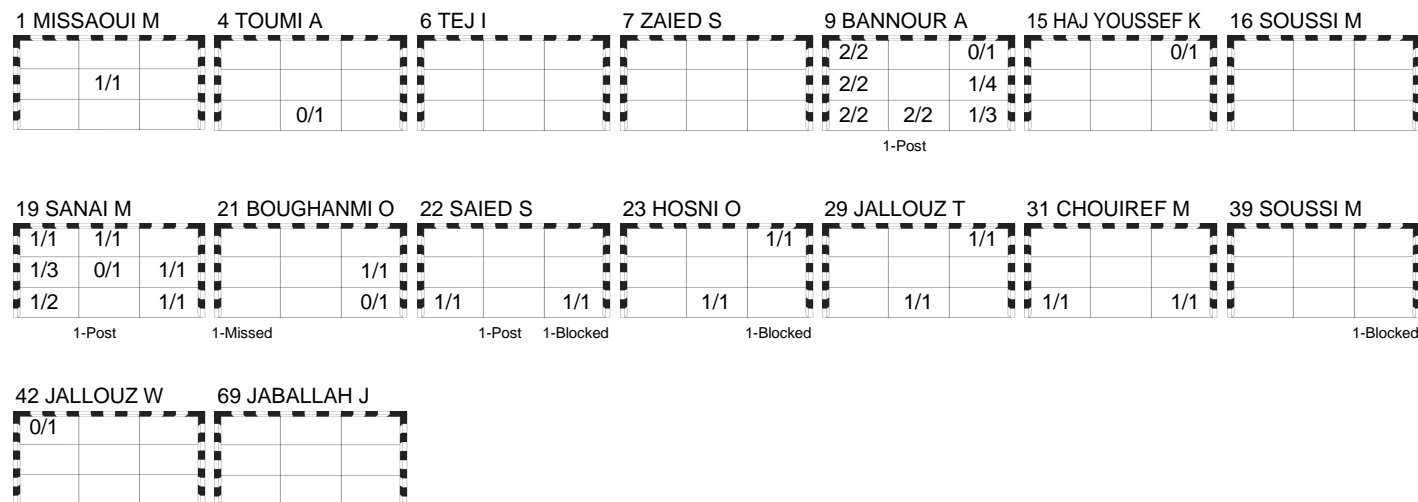 1 MISSAOUI M 4 TOUMI A 6 TEJ I 7 ZAIED S 9 BANNOUR A 15 HAJ YOUSSEF K 16 SOUSSI M
2/2 0/1 0/1
1/1 2/2 1/4
0/1 2/2 2/2 1/3
1-Post
19 SANAI M 21 BOUGHANMI O 22 SAIED S 23 HOSNI O 29 JALLOUZ T 31 CHOUIREF M 39 SOUSSI M
1/1 1/1 1/1 1/1
1/3 0/1 1/1 1/1
1/2 1/1 0/1 1/1 1/1 1/1 1/1 1/1 1/1
1-Post 1-Missed 1-Post 1-Blocked 1-Blocked 1-Blocked
42 JALLOUZ W 69 JABALLAH J
0/1